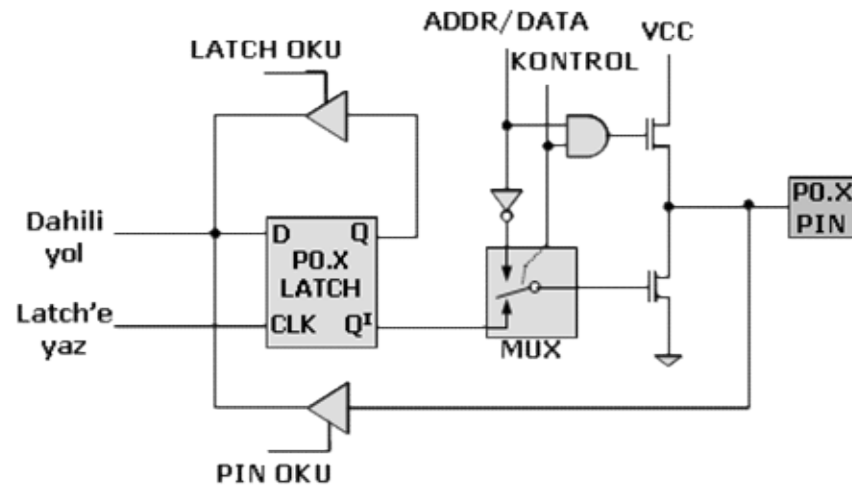 ADDR/DATA
VCC
LATCH OKU
KONTROL
P0.X
PIN
Dahili
yol
D
Q
P0.X
LATCH
Latch'e
yaz
CLK
Qᴵ
MUX
PIN OKU